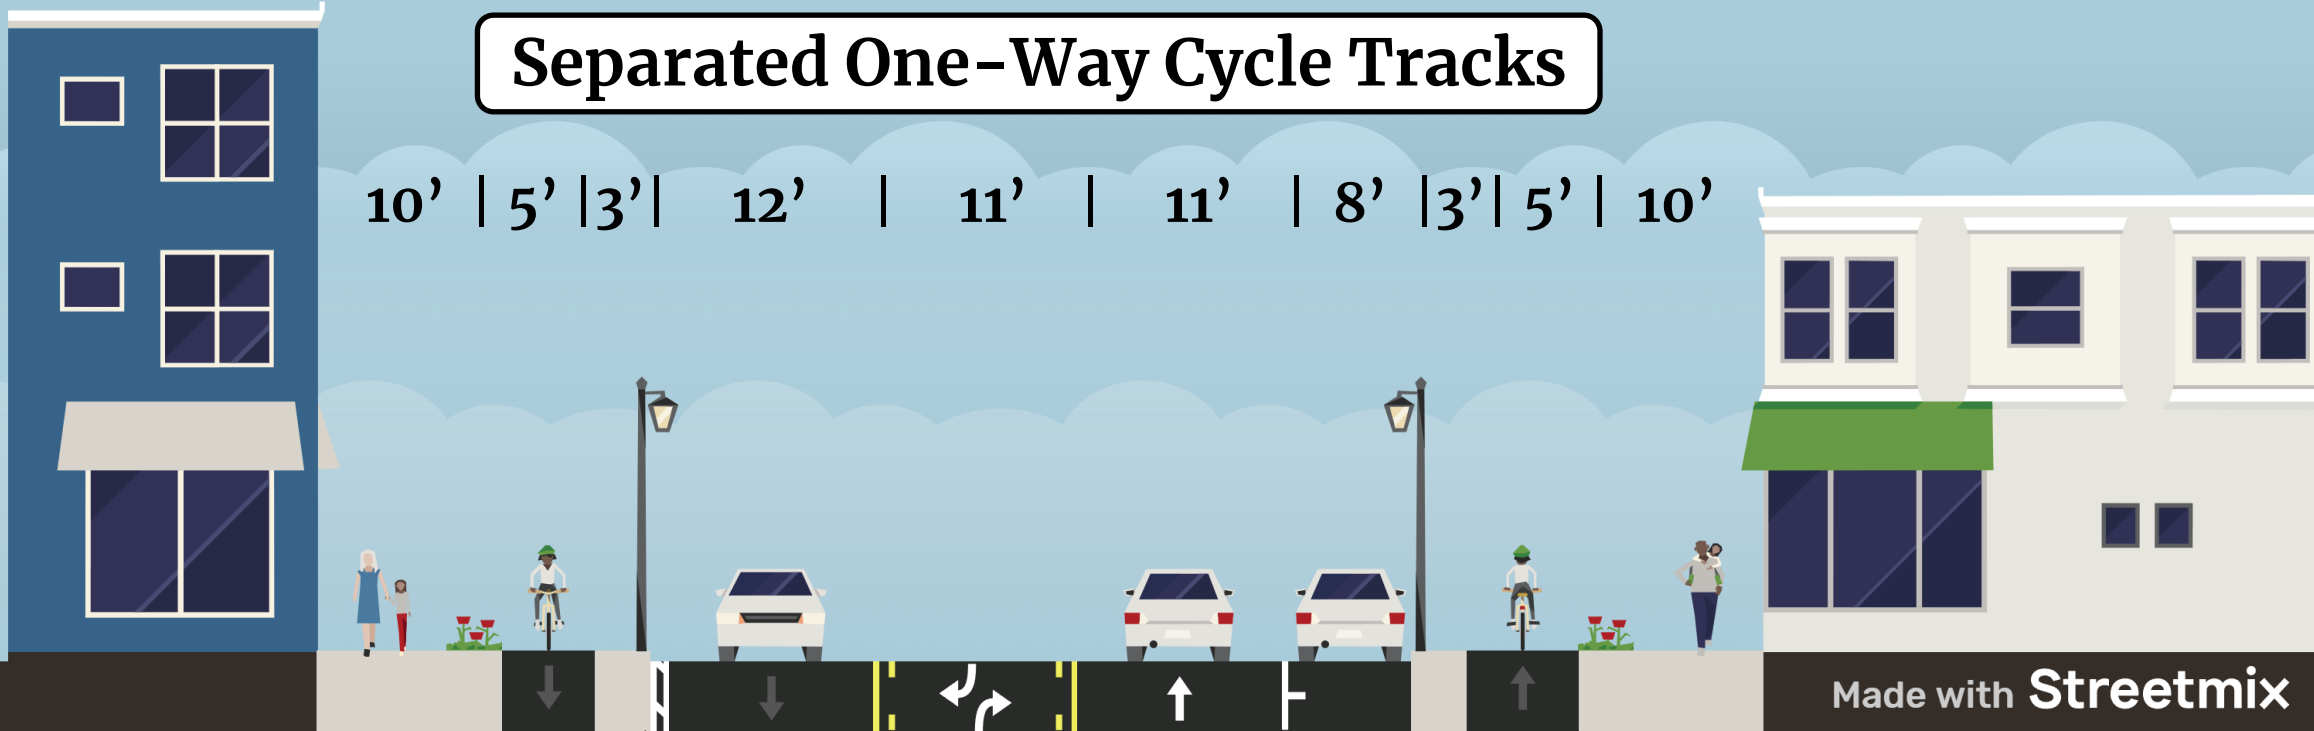 Separated One-Way Cycle Tracks
10’ | 5’ | 3’ | 12’ | 11’ | 11’ | 8’ | 3’ | 5’ | 10’
Made with Streetmix